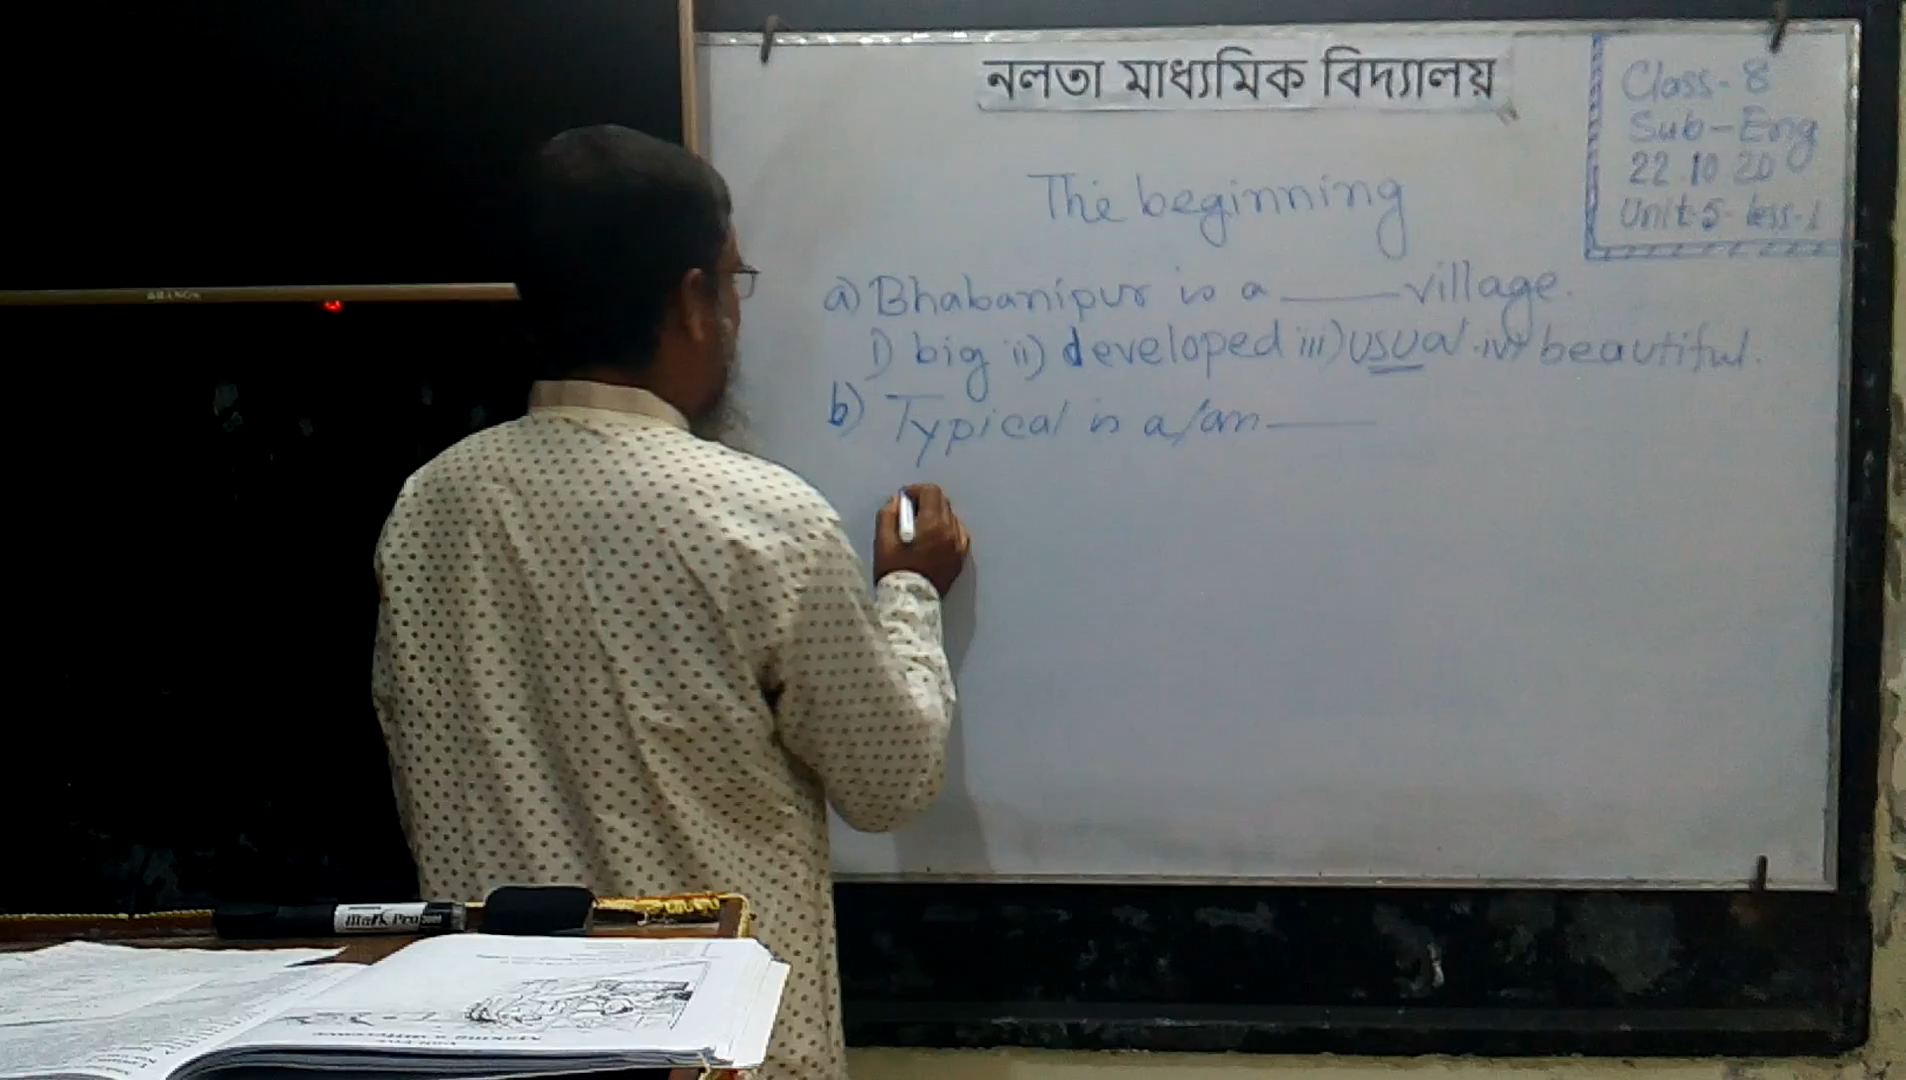 নলতা মাধ্যমিক বিদ্যালয়
Class-8
Sub-Eng
22 10 20
Unit-5- less-1
The beginning
a) Bhabanipur is a ____ village.
i) big ii) developed iii) usual iv) beautiful.
b) Typical is a/an ____